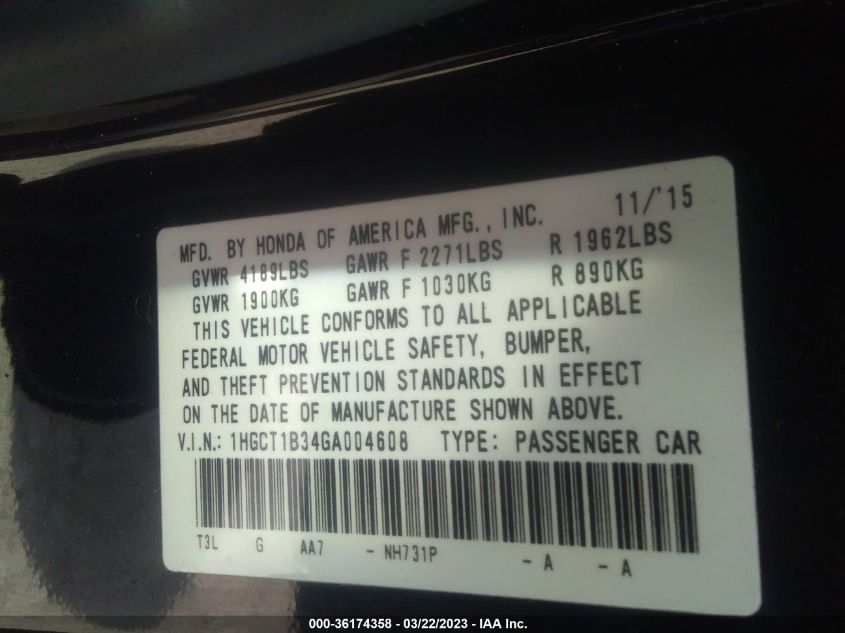 MFD. BY HONDA OF AMERICA MFG., INC. 11/'15
GVWR 4189LBS GAWR F 2271LBS R 1962LBS
GVWR 1900KG GAWR F 1030KG R 890KG
THIS VEHICLE CONFORMS TO ALL APPLICABLE
FEDERAL MOTOR VEHICLE SAFETY, BUMPER,
AND THEFT PREVENTION STANDARDS IN EFFECT
ON THE DATE OF MANUFACTURE SHOWN ABOVE.
V.I.N.: 1HGCT1B34GA004608 TYPE: PASSENGER CAR
T3L G AA7 - NH731P - A - A
000-36174358 - 03/22/2023 - IAA Inc.